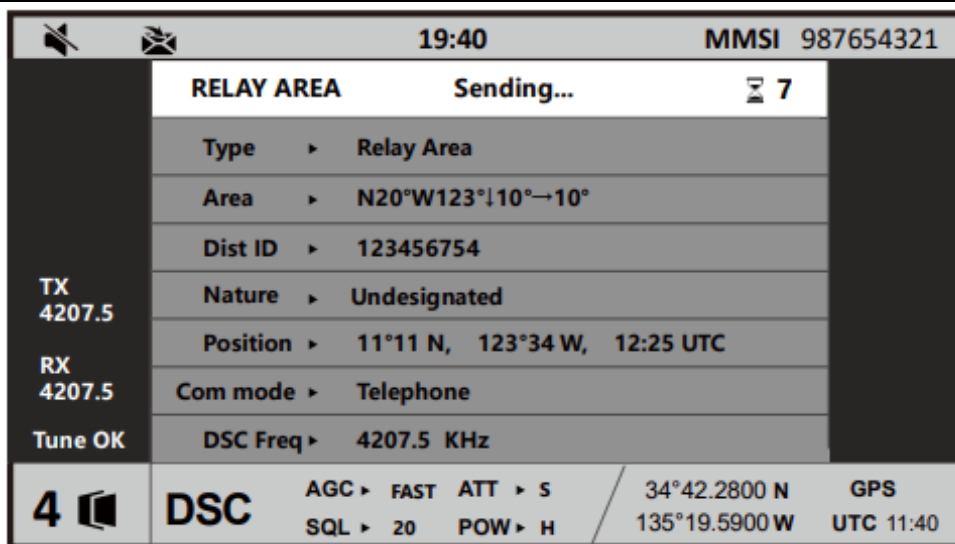 19:40 MMSI 987654321
RELAY AREA Sending... 7
Type ▸ Relay Area
Area ▸ N20°W123°↓10°→10°
Dist ID ▸ 123456754
Nature ▸ Undesignated
Position ▸ 11°11 N, 123°34 W, 12:25 UTC
Com mode ▸ Telephone
DSC Freq ▸ 4207.5 KHz
TX
4207.5
RX
4207.5
Tune OK
4
DSC
AGC ▸ FAST ATT ▸ S
SQL ▸ 20 POW ▸ H
34°42.2800 N
135°19.5900 W
GPS
UTC 11:40